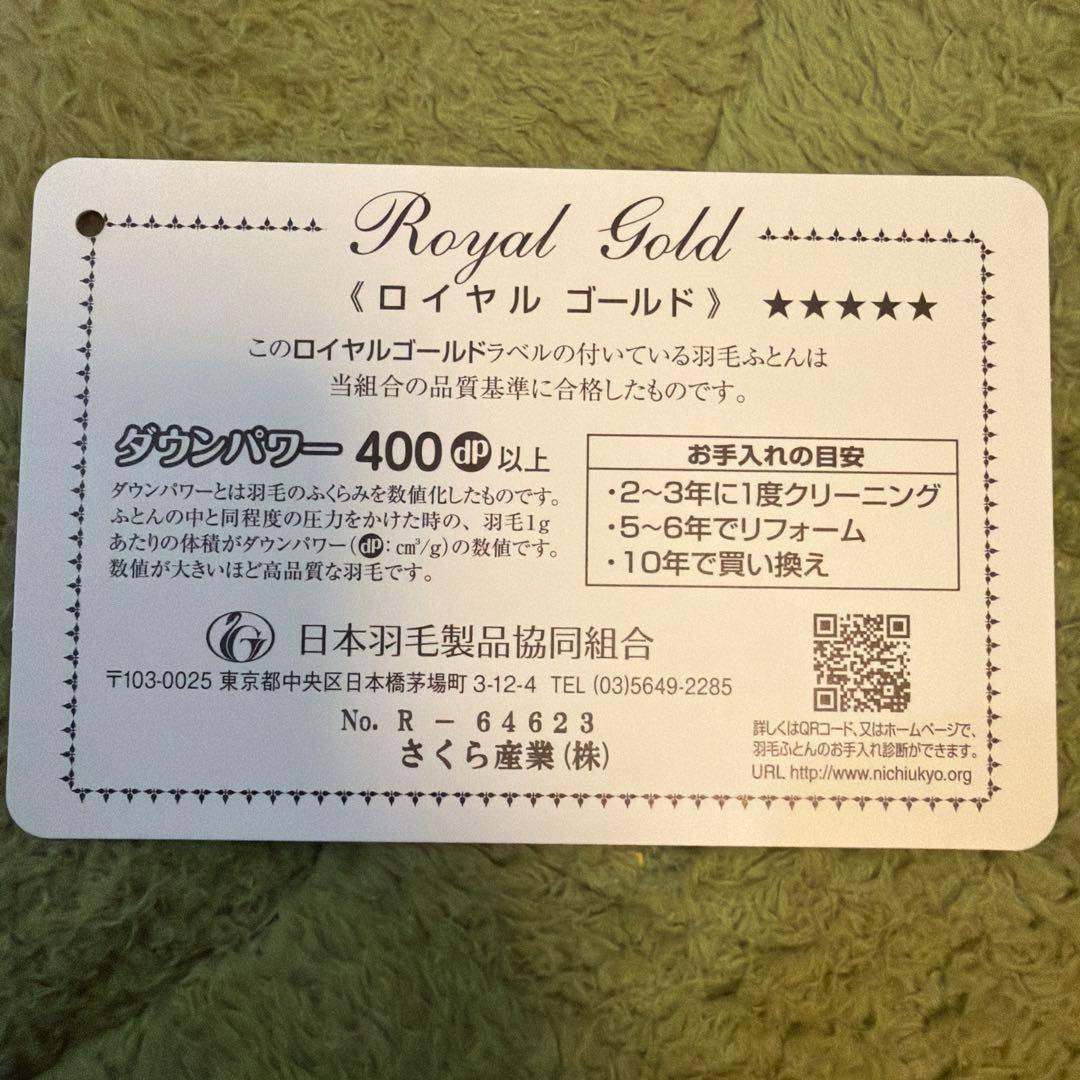 Royal Gold
《ロイヤル ゴールド》 ★★★★★
このロイヤルゴールドラベルの付いている羽毛ふとんは
当組合の品質基準に合格したものです。
ダウンパワー 400 dp 以上
ダウンパワーとは羽毛のふくらみを数値化したものです。
ふとんの中と同程度の圧力をかけた時の、羽毛1g
あたりの体積がダウンパワー(dp:cm³/g)の数値です。
数値が大きいほど高品質な羽毛です。
お手入れの目安
・2〜3年に1度クリーニング
・5〜6年でリフォーム
・10年で買い換え
G 日本羽毛製品協同組合
〒103-0025 東京都中央区日本橋茅場町 3-12-4 TEL (03)5649-2285
No. R − 64623
さくら産業(株)
詳しくはQRコード、又はホームページで、
羽毛ふとんのお手入れ診断ができます。
URL http://www.nichiukyo.org